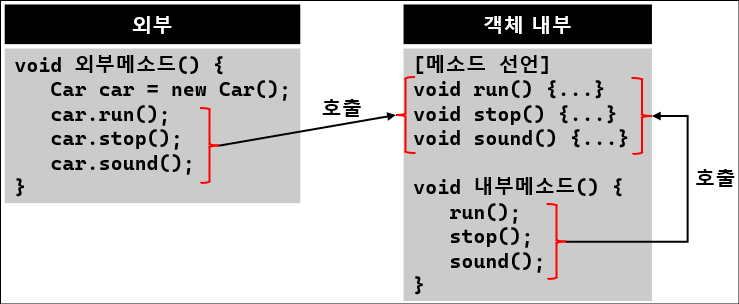 외부
void 외부메소드() {
Car car = new Car();
car.run();
car.stop();
car.sound();
}
호출
객체 내부
[메소드 선언]
void run() {...}
void stop() {...}
void sound() {...}
void 내부메소드() {
run();
stop();
sound();
}
호출